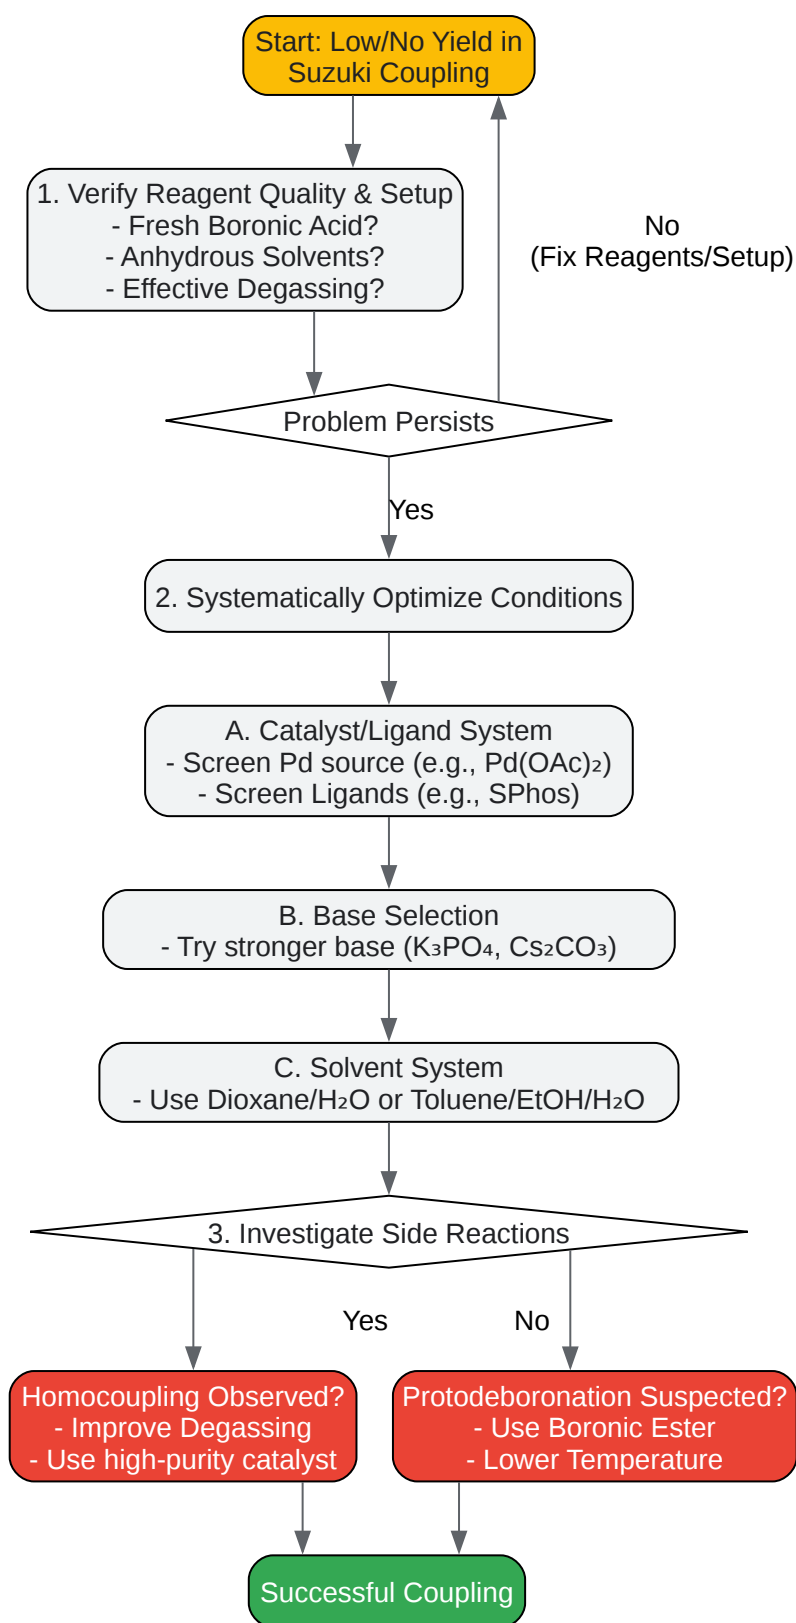 Start: Low/No Yield in
Suzuki Coupling
1. Verify Reagent Quality & Setup
- Fresh Boronic Acid?
- Anhydrous Solvents?
- Effective Degassing?
No
(Fix Reagents/Setup)
Problem Persists
Yes
2. Systematically Optimize Conditions
A. Catalyst/Ligand System
- Screen Pd source (e.g., Pd(OAc)₂)
- Screen Ligands (e.g., SPhos)
B. Base Selection
- Try stronger base (K₃PO₄, Cs₂CO₃)
C. Solvent System
- Use Dioxane/H₂O or Toluene/EtOH/H₂O
3. Investigate Side Reactions
Yes
No
Homocoupling Observed?
- Improve Degassing
- Use high-purity catalyst
Protodeboronation Suspected?
- Use Boronic Ester
- Lower Temperature
Successful Coupling